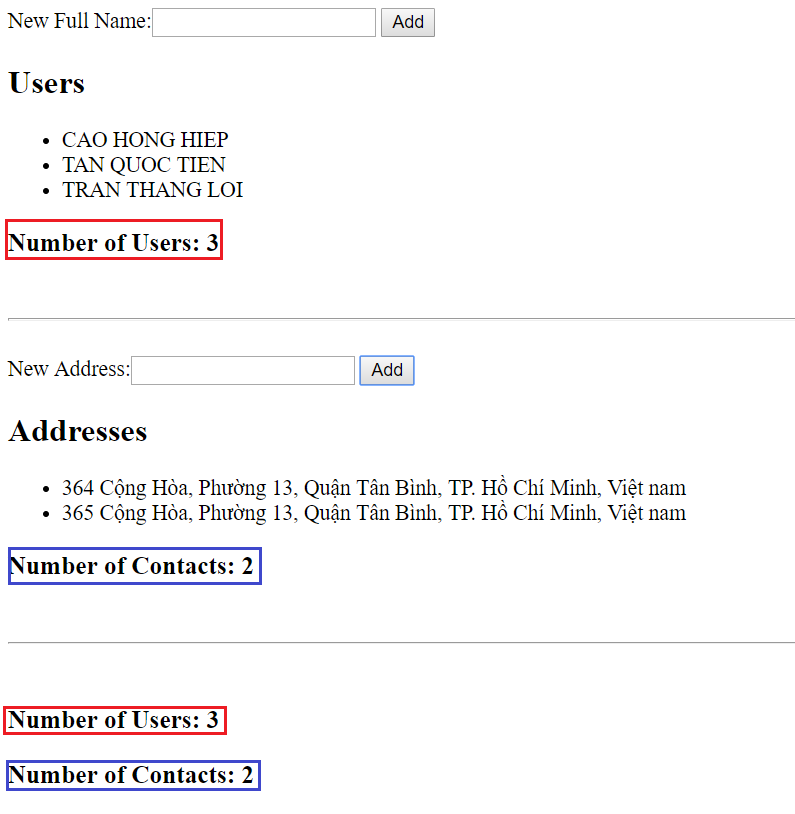 New Full Name: Add
Users
CAO HONG HIEP
TAN QUOC TIEN
TRAN THANG LOI
Number of Users: 3
New Address: Add
Addresses
364 Cộng Hòa, Phường 13, Quận Tân Bình, TP. Hồ Chí Minh, Việt nam
365 Cộng Hòa, Phường 13, Quận Tân Bình, TP. Hồ Chí Minh, Việt nam
Number of Contacts: 2
Number of Users: 3
Number of Contacts: 2